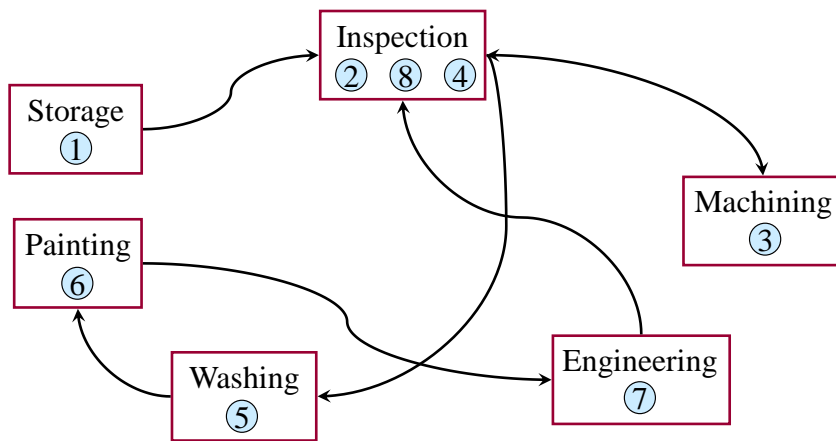 Inspection
2 8 4
Storage
1
Machining
3
Painting
6
Engineering
7
Washing
5